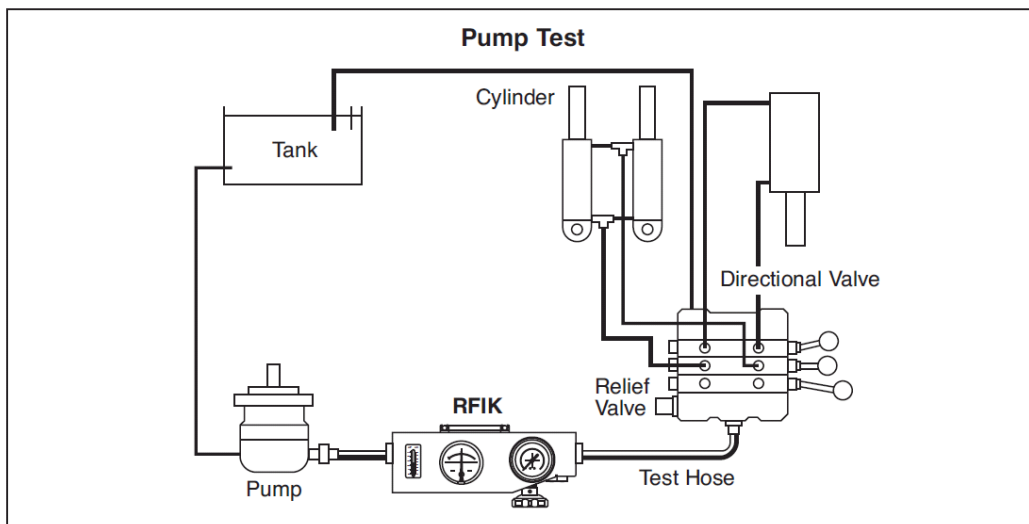 Pump Test
Cylinder
Tank
Directional Valve
Relief
Valve
RFIK
Test Hose
Pump